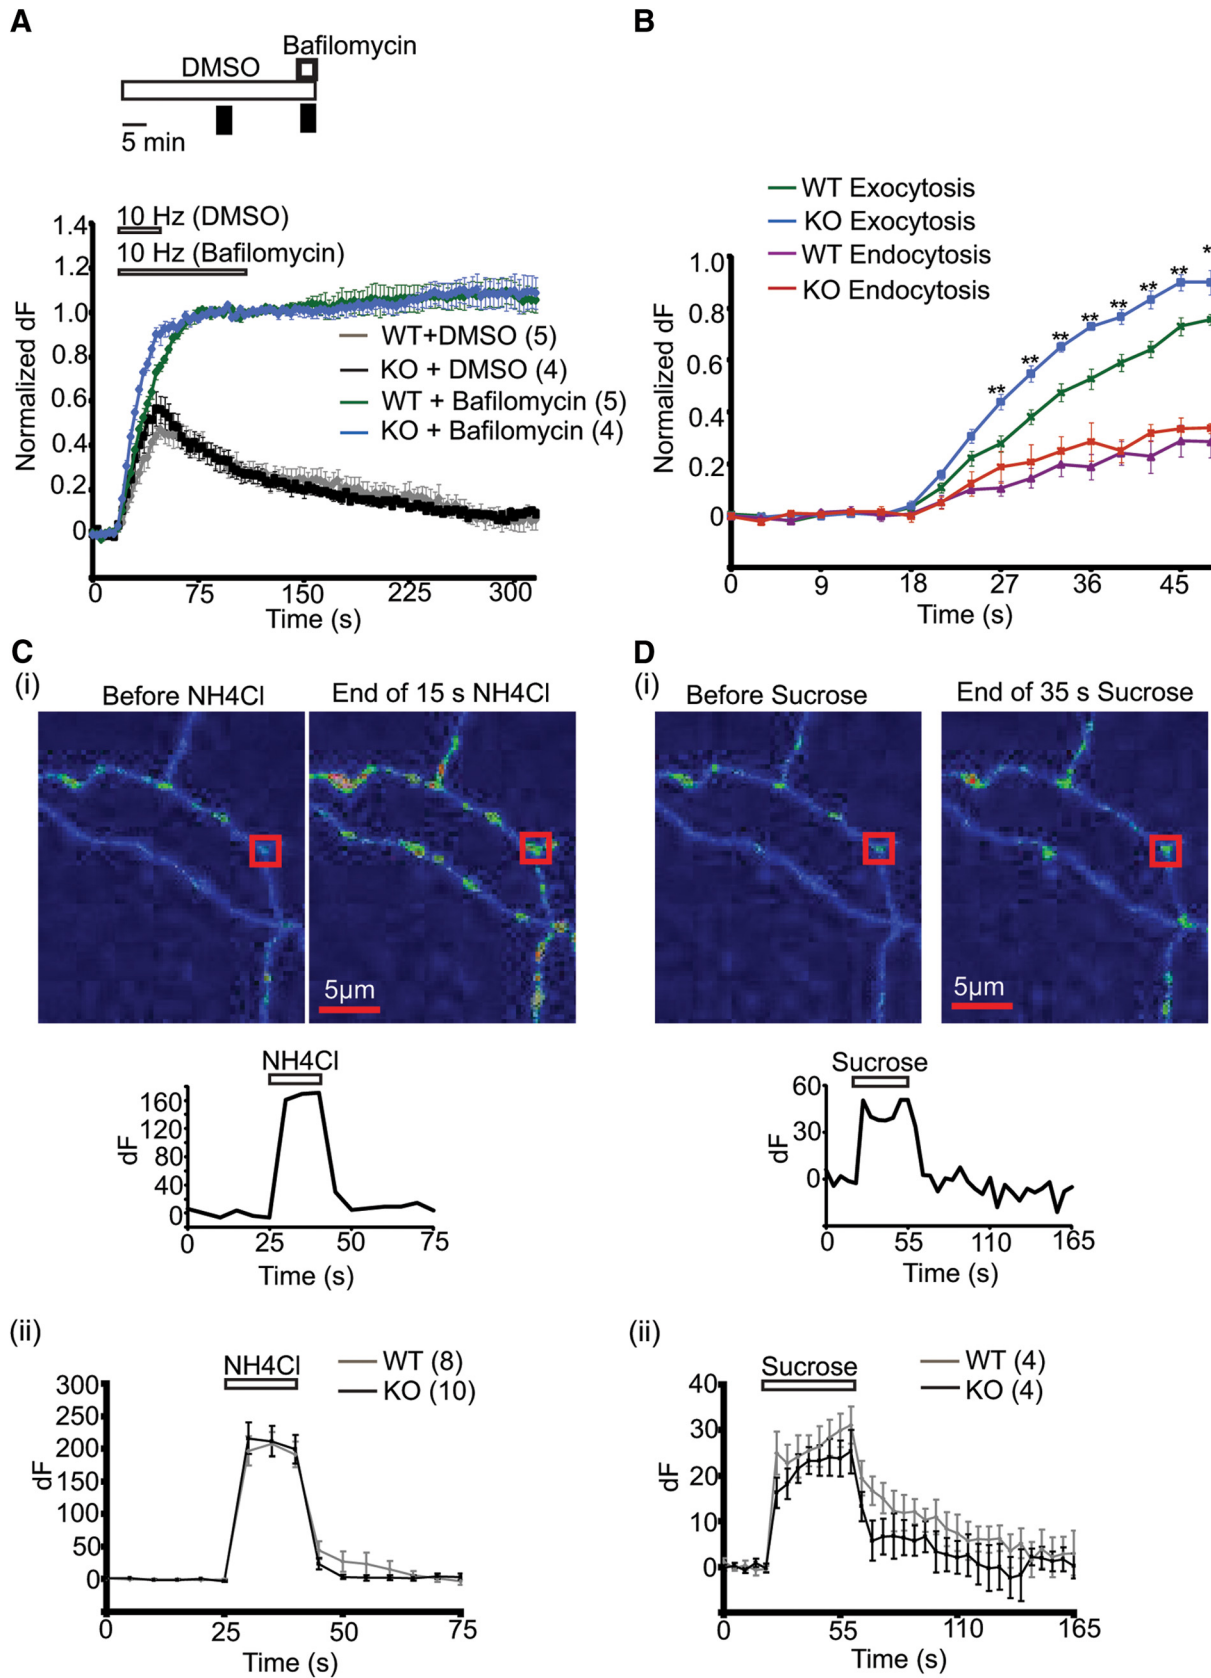 A
Bafilomycin
DMSO
5 min
10 Hz (DMSO)
10 Hz (Bafilomycin)
1.4
1.2
1.0
0.8
0.6
0.4
0.2
0
Normalized dF
WT+DMSO (5)
KO + DMSO (4)
WT + Bafilomycin (5)
KO + Bafilomycin (4)
0 75 150 225 300
Time (s)
B
WT Exocytosis
KO Exocytosis
WT Endocytosis
KO Endocytosis
1.0
0.8
0.6
0.4
0.2
0
Normalized dF
** ** ** ** ** ** ** *
0 9 18 27 36 45
Time (s)
C
(i)
Before NH4Cl
End of 15 s NH4Cl
5µm
NH4Cl
160
120
80
40
0
dF
0 25 50 75
Time (s)
(ii)
NH4Cl
WT (8)
KO (10)
300
250
200
150
100
50
0
dF
0 25 50 75
Time (s)
D
(i)
Before Sucrose
End of 35 s Sucrose
5µm
Sucrose
60
30
0
dF
0 55 110 165
Time (s)
(ii)
Sucrose
WT (4)
KO (4)
40
30
20
10
0
dF
0 55 110 165
Time (s)